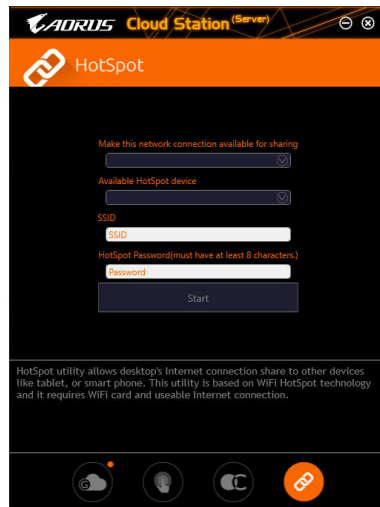 AORUS Cloud Station (Server)
HotSpot
Make this network connection available for sharing
Available HotSpot device
SSID
SSID
HotSpot Password(must have at least 8 characters.)
Password
Start
HotSpot utility allows desktop's Internet connection share to other devices
like tablet, or smart phone. This utility is based on WiFi HotSpot technology
and it requires WiFi card and useable Internet connection.
G